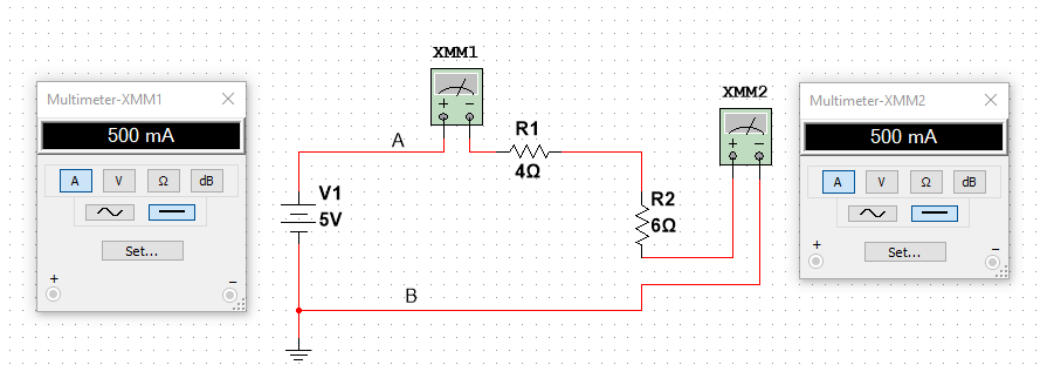 XMM1
XMM2
Multimeter-XMM1
500 mA
A V Ω dB
Set...
+ −
+ −
A
R1
4Ω
V1
5V
R2
6Ω
B
+ −
Multimeter-XMM2
500 mA
A V Ω dB
Set...
+ −